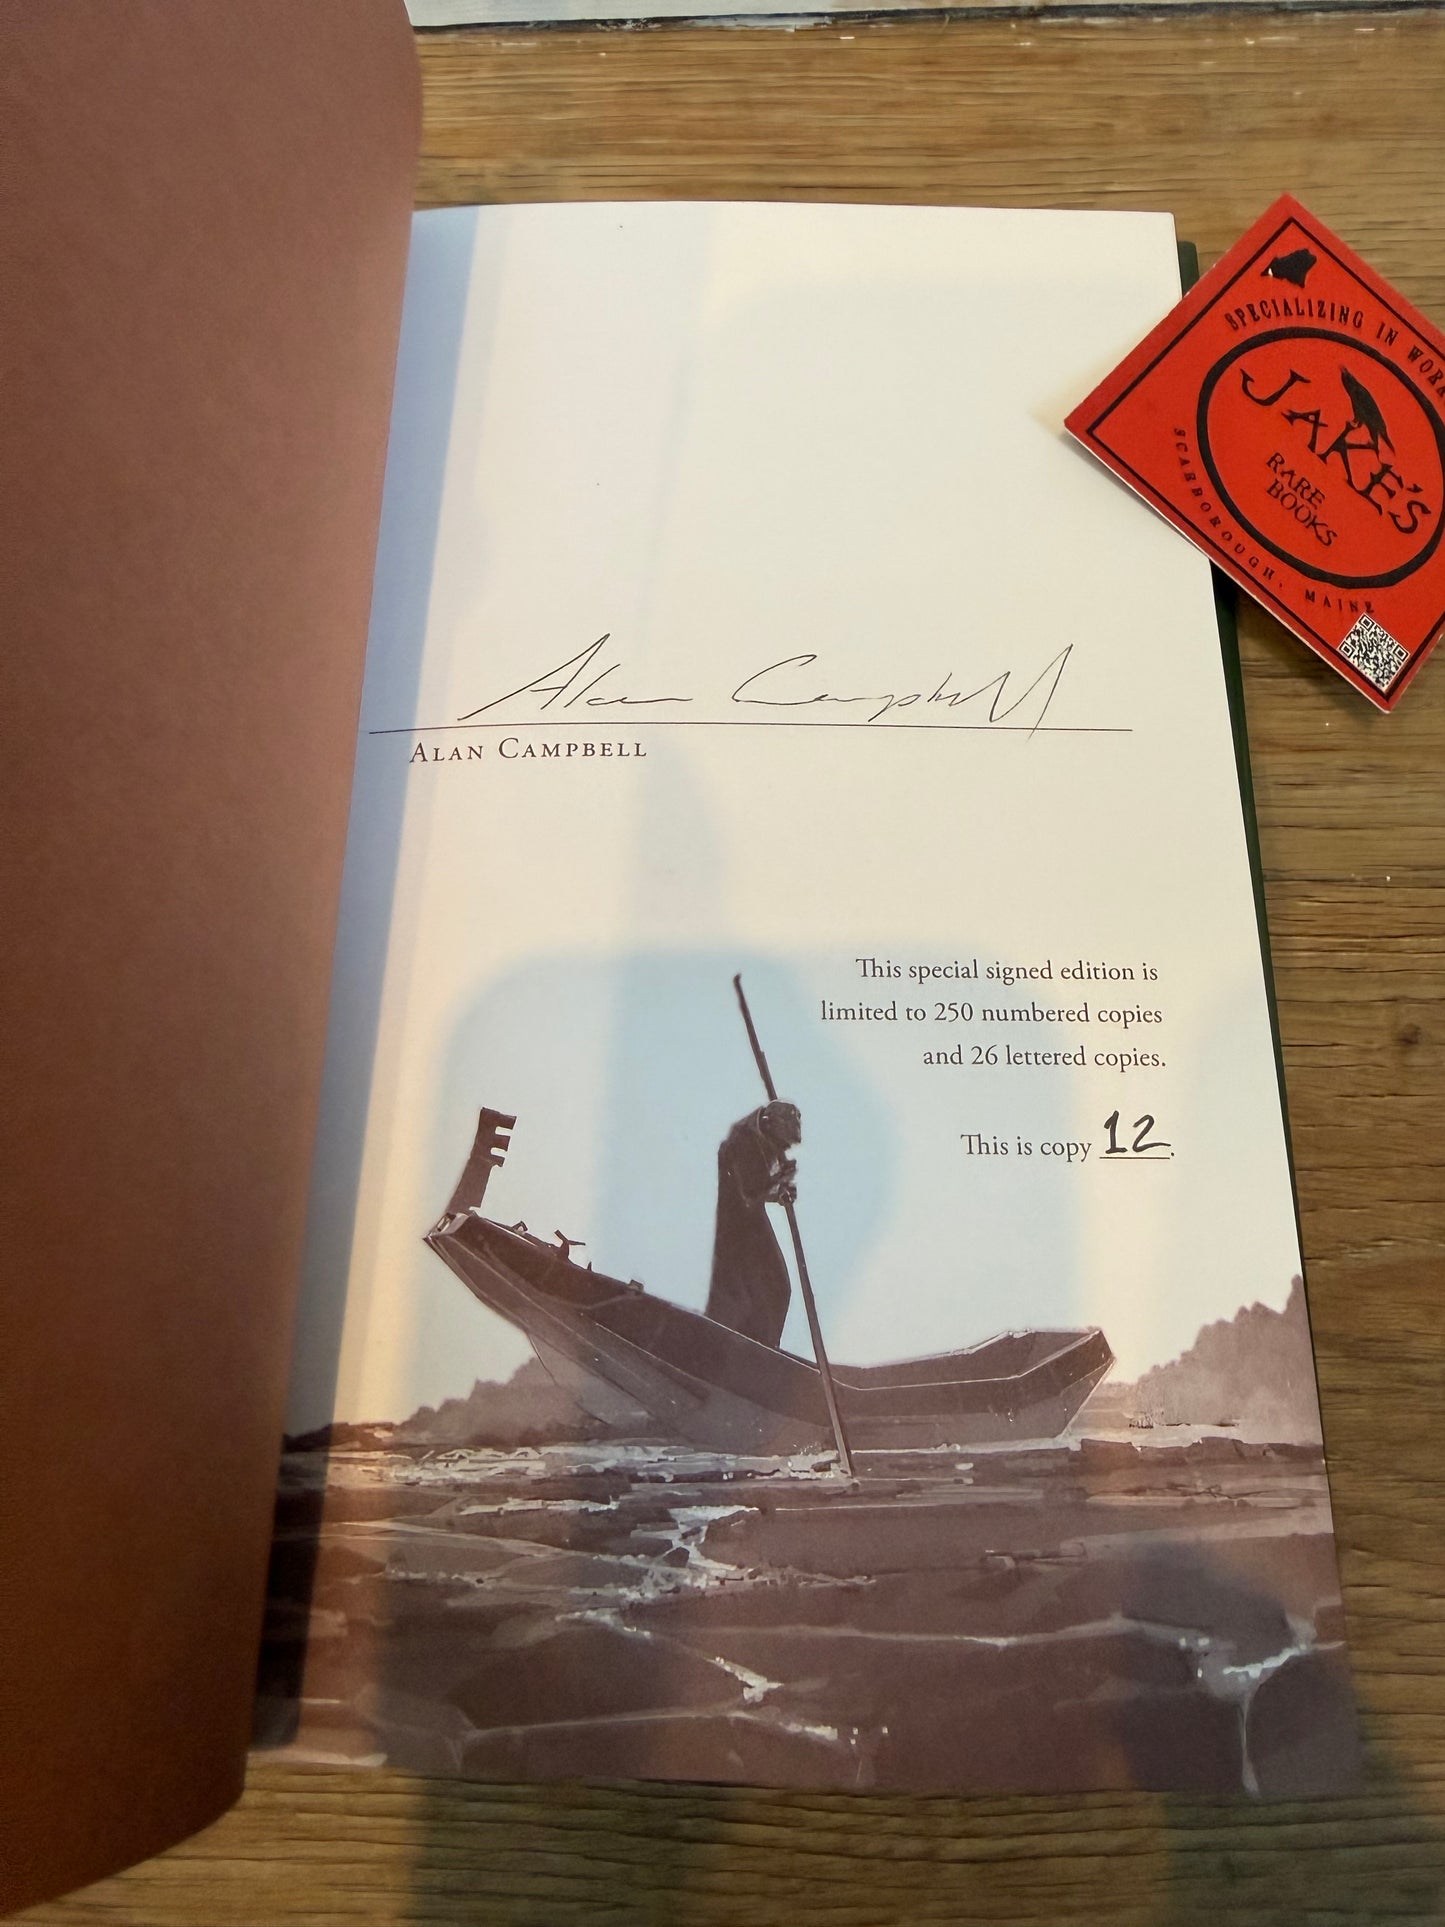 Alan Campbell
ALAN CAMPBELL
This special signed edition is
limited to 250 numbered copies
and 26 lettered copies.
This is copy 12.
SPECIALIZING IN
JAKE'S
RARE
BOOKS
SCARBOROUGH, MAINE